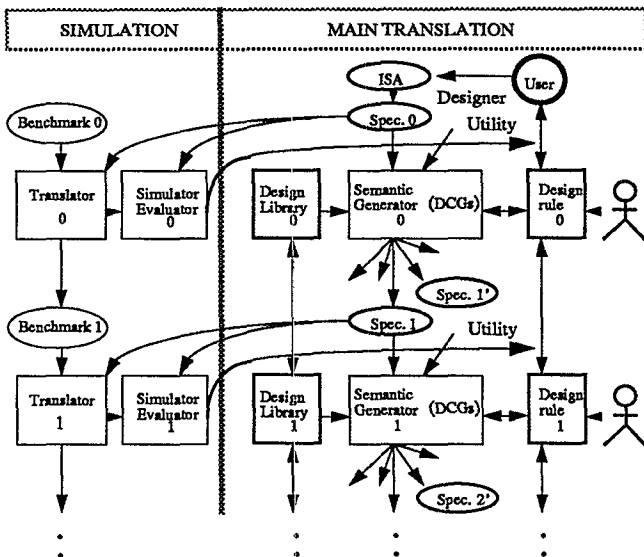 SIMULATION
MAIN TRANSLATION
ISA
User
Designer
Benchmark 0
Spec. 0
Utility
Translator
0
Simulator
Evaluator
0
Design
Library
0
Semantic
Generator (DCGs)
0
Design
rule
0
Spec. 1'
Benchmark 1
Spec. 1
Utility
Translator
1
Simulator
Evaluator
1
Design
Library
1
Semantic
Generator (DCGs)
1
Design
rule
1
Spec. 2'